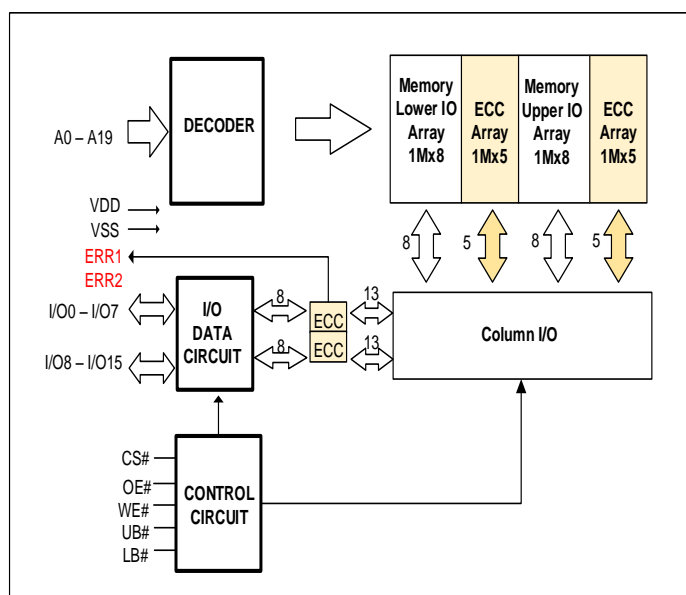 DECODER
A0 – A19
Memory
Lower IO
Array
1Mx8
ECC
Array
1Mx5
Memory
Upper IO
Array
1Mx8
ECC
Array
1Mx5
VDD
VSS
ERR1
ERR2
8
5
8
5
I/O0 – I/O7
I/O8 – I/O15
I/O
DATA
CIRCUIT
8
8
ECC
ECC
13
13
Column I/O
CS#
OE#
WE#
UB#
LB#
CONTROL
CIRCUIT